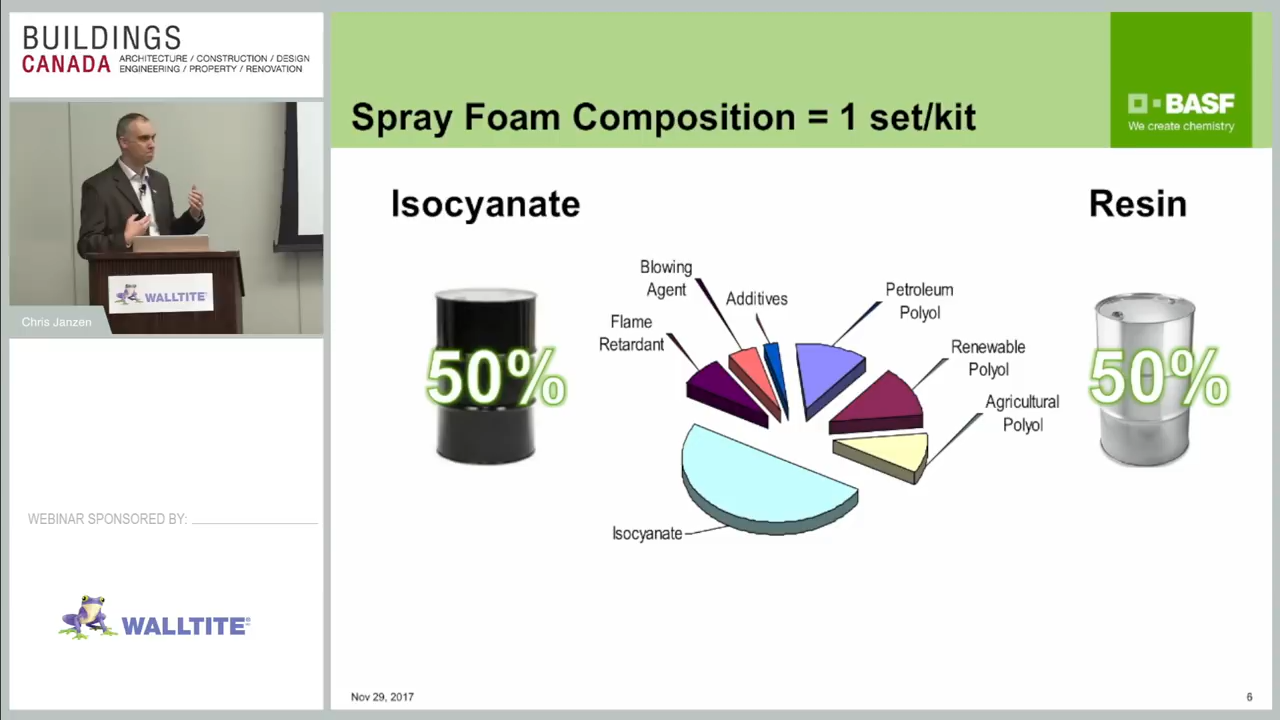 BUILDINGS
CANADA
ARCHITECTURE / CONSTRUCTION / DESIGN
ENGINEERING / PROPERTY / RENOVATION
WALLTITE
Chris Janzen
WEBINAR SPONSORED BY:
WALLTITE®
Spray Foam Composition = 1 set/kit
BASF
We create chemistry
Isocyanate
Resin
50%
Blowing
Agent
Additives
Flame
Retardant
Petroleum
Polyol
Renewable
Polyol
Agricultural
Polyol
Isocyanate
50%
Nov 29, 2017
6